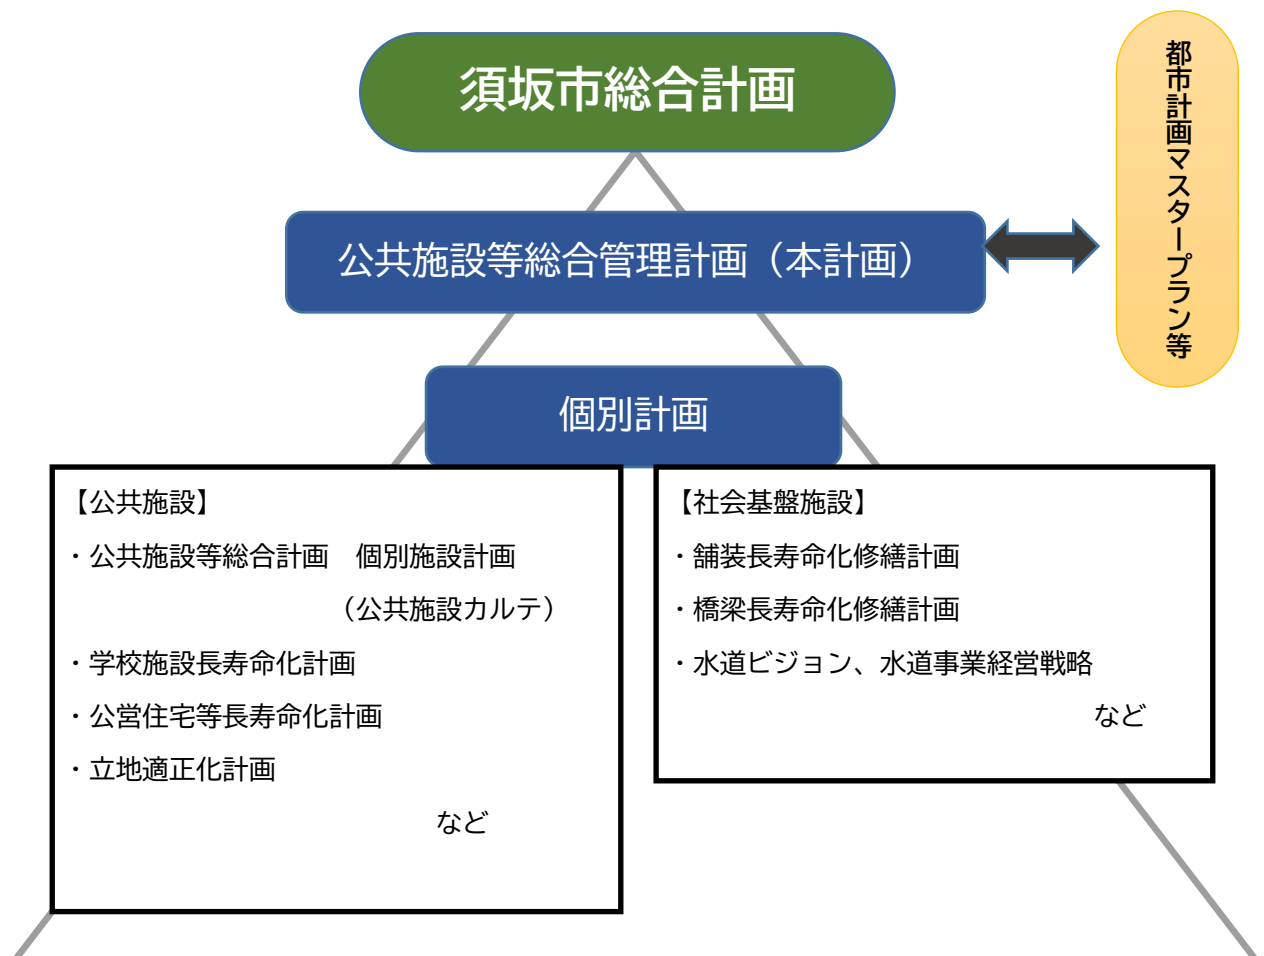 須坂市総合計画
都市計画マスタープラン等
公共施設等総合管理計画（本計画）
個別計画
【公共施設】
・公共施設等総合計画　個別施設計画
（公共施設カルテ）
・学校施設長寿命化計画
・公営住宅等長寿命化計画
・立地適正化計画
など
【社会基盤施設】
・舗装長寿命化修繕計画
・橋梁長寿命化修繕計画
・水道ビジョン、水道事業経営戦略
など